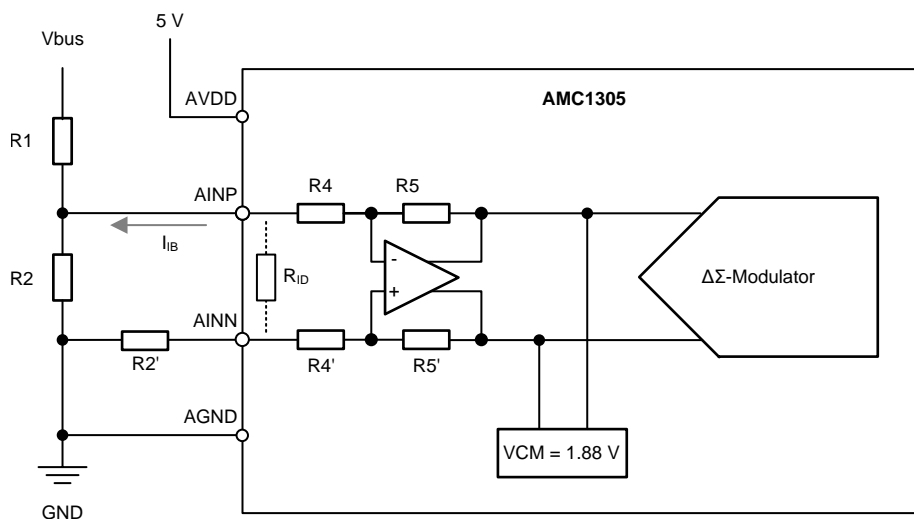 5 V
Vbus
AVDD
AMC1305
R1
AINP
R4
R5
IIB
R2
RID
-
+
ΔΣ-Modulator
AINN
R2'
R4'
R5'
AGND
VCM = 1.88 V
GND